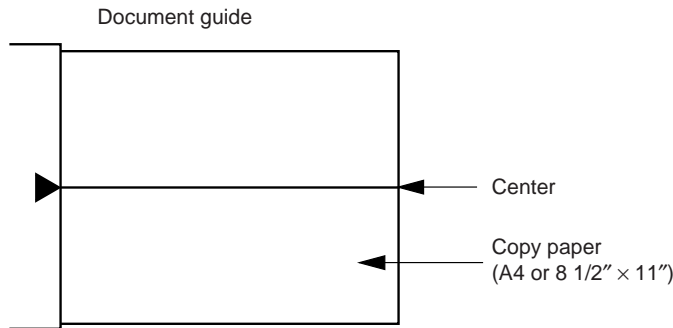 Document guide
Center
Copy paper
(A4 or 8 1/2″ × 11″)